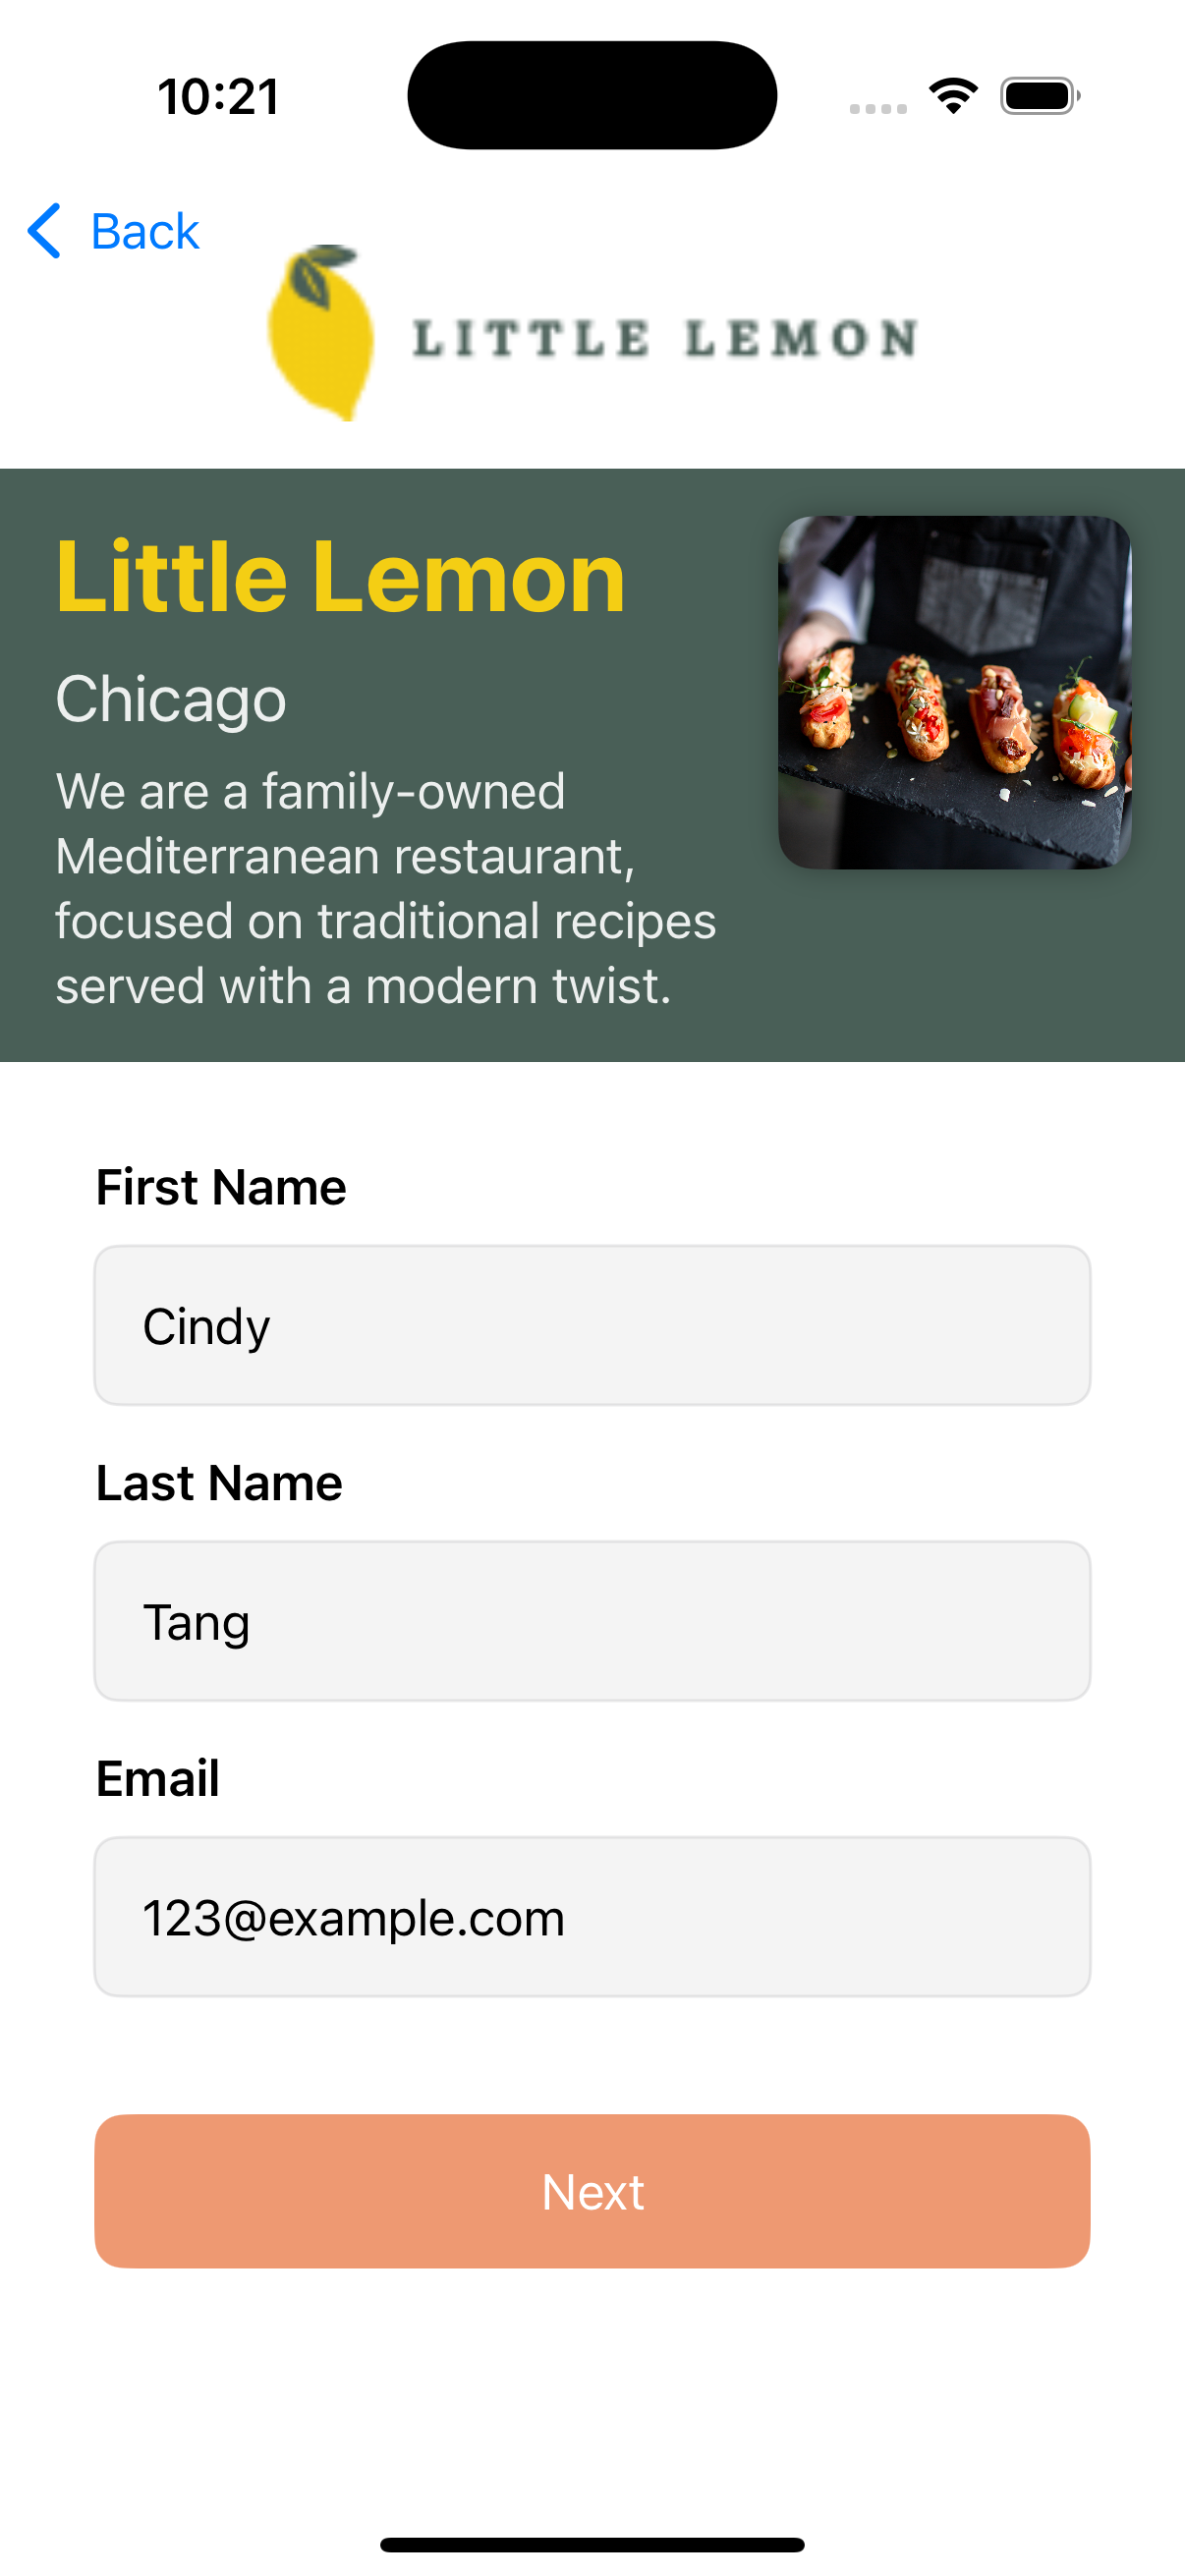 10:21
Back
LITTLE LEMON
Little Lemon
Chicago
We are a family-owned
Mediterranean restaurant,
focused on traditional recipes
served with a modern twist.
First Name
Cindy
Last Name
Tang
Email
123@example.com
Next